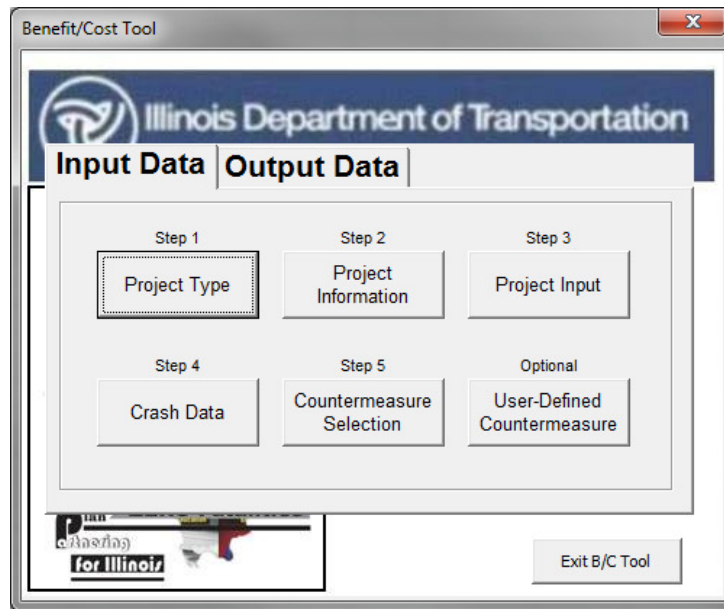 Benefit/Cost Tool
Illinois Department of Transportation
Input Data
Output Data
Step 1
Step 2
Step 3
Project Type
Project
Information
Project Input
Step 4
Step 5
Optional
Crash Data
Countermeasure
Selection
User-Defined
Countermeasure
Plan
for Illinois
Exit B/C Tool